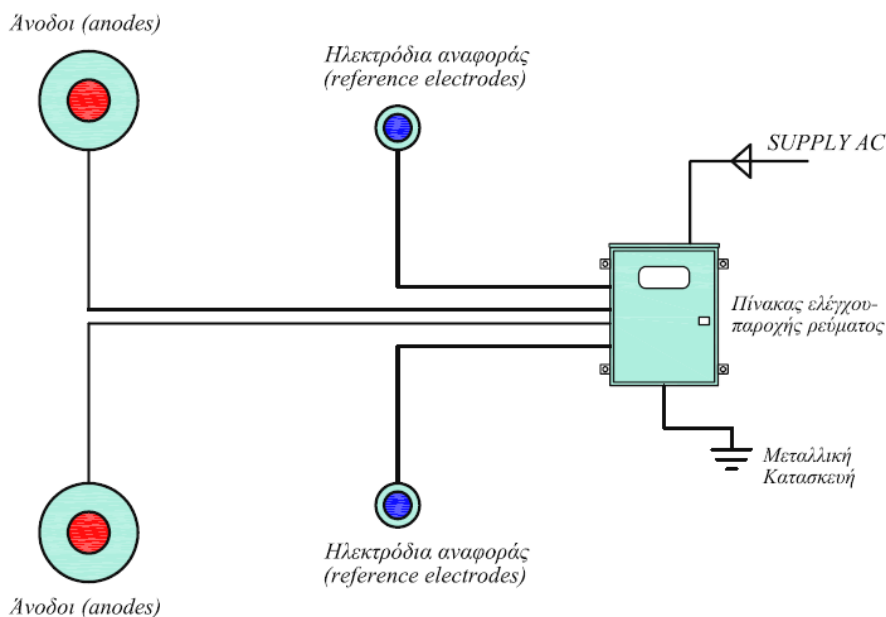 Άνοδοι (anodes)
Ηλεκτρόδια αναφοράς
(reference electrodes)
SUPPLY AC
Πίνακας ελέγχου-
παροχής ρεύματος
Μεταλλική
Κατασκευή
Ηλεκτρόδια αναφοράς
(reference electrodes)
Άνοδοι (anodes)